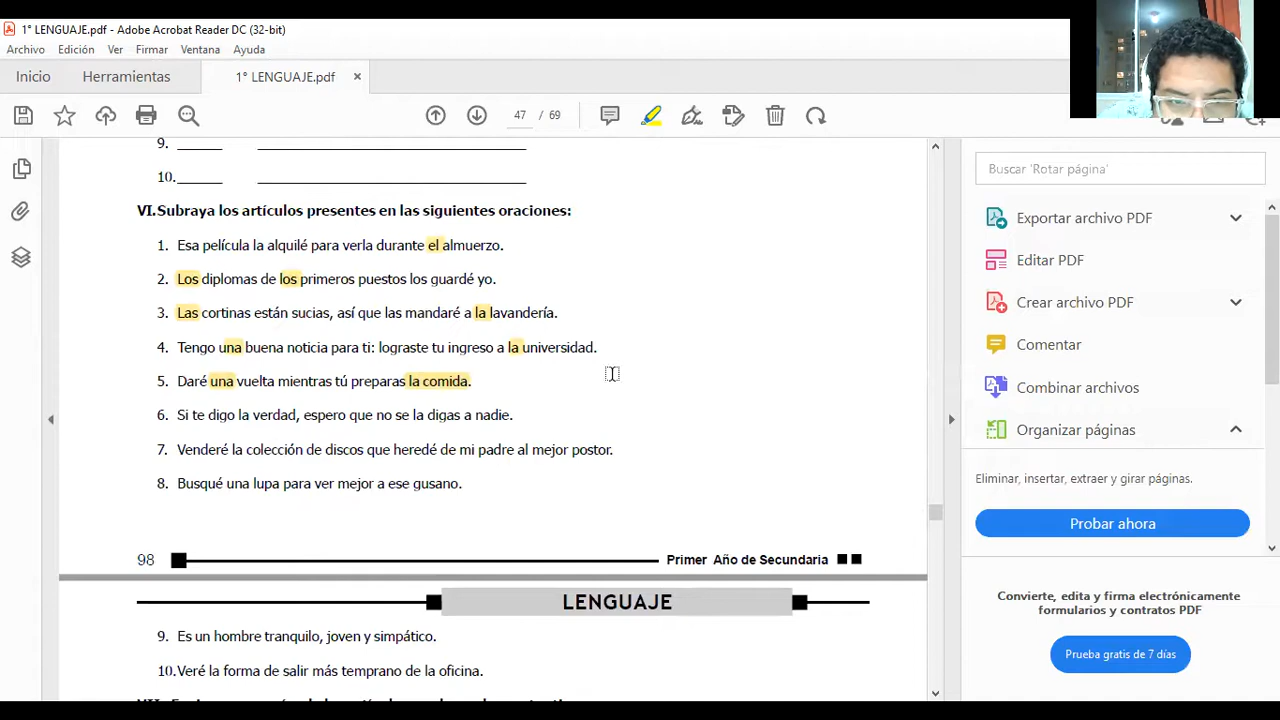 1° LENGUAJE.pdf - Adobe Acrobat Reader DC (32-bit)
Archivo Edición Ver Firmar Ventana Ayuda
Inicio Herramientas 1° LENGUAJE.pdf ×
47 / 69
9. ______ ______
10. ______ ______
VI.Subraya los artículos presentes en las siguientes oraciones:
1. Esa película la alquilé para verla durante el almuerzo.
2. Los diplomas de los primeros puestos los guardé yo.
3. Las cortinas están sucias, así que las mandaré a la lavandería.
4. Tengo una buena noticia para ti: lograste tu ingreso a la universidad.
5. Daré una vuelta mientras tú preparas la comida.
6. Si te digo la verdad, espero que no se la digas a nadie.
7. Venderé la colección de discos que heredé de mi padre al mejor postor.
8. Busqué una lupa para ver mejor a ese gusano.
98 Primer Año de Secundaria
LENGUAJE
9. Es un hombre tranquilo, joven y simpático.
10.Veré la forma de salir más temprano de la oficina.
Buscar 'Rotar página'
Exportar archivo PDF
Editar PDF
Crear archivo PDF
Comentar
Combinar archivos
Organizar páginas
Eliminar, insertar, extraer y girar páginas.
Probar ahora
Convierte, edita y firma electrónicamente
formularios y contratos PDF
Prueba gratis de 7 días